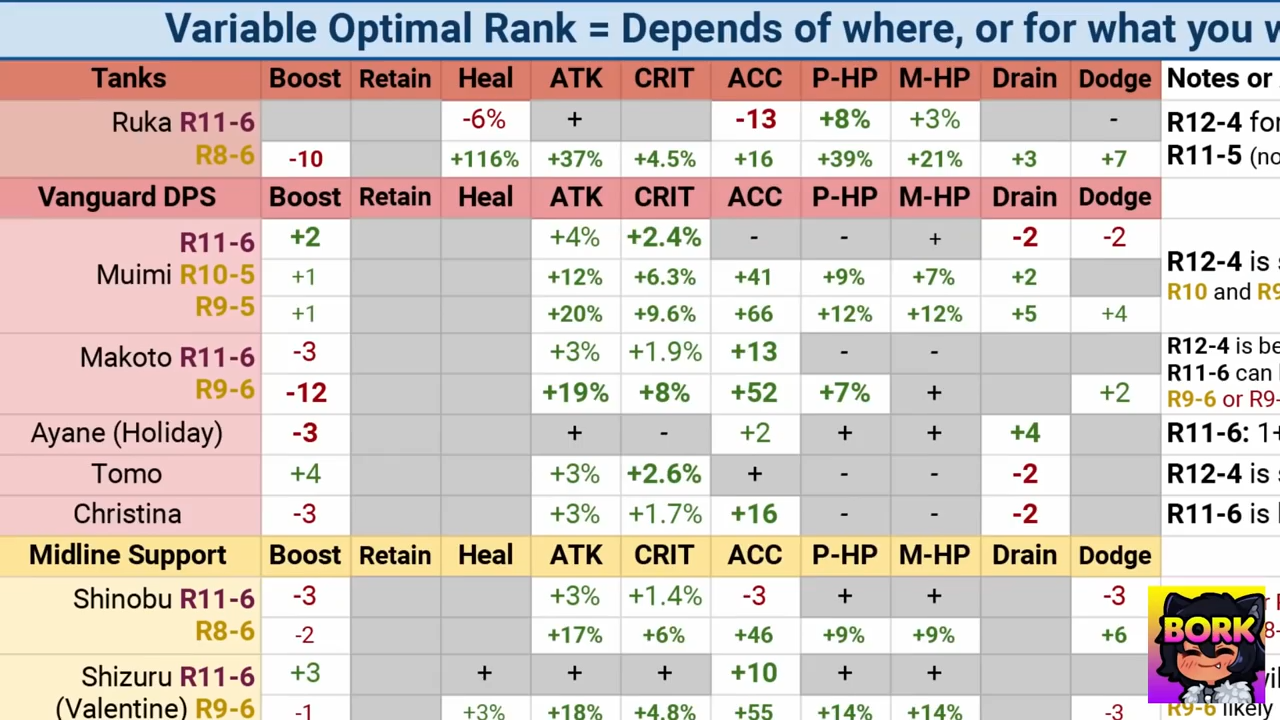 Variable Optimal Rank = Depends of where, or for what you w
Tanks Boost Retain Heal ATK CRIT ACC P-HP M-HP Drain Dodge Notes or
Ruka R11-6 -6% + -13 +8% +3% - R12-4 for
R8-6 -10 +116% +37% +4.5% +16 +39% +21% +3 +7 R11-5 (no
Vanguard DPS Boost Retain Heal ATK CRIT ACC P-HP M-HP Drain Dodge
R11-6 +2 +4% +2.4% - - + -2 -2 R12-4 is
Muimi R10-5 +1 +12% +6.3% +41 +9% +7% +2 R10 and R9
R9-5 +1 +20% +9.6% +66 +12% +12% +5 +4
Makoto R11-6 -3 +3% +1.9% +13 - - R12-4 is be
R11-6 can
R9-6 -12 +19% +8% +52 +7% + +2 R9-6 or R9-
Ayane (Holiday) -3 + - +2 + + +4 R11-6: 1+
Tomo +4 +3% +2.6% + - - -2 R12-4 is
Christina -3 +3% +1.7% +16 - - -2 R11-6 is
Midline Support Boost Retain Heal ATK CRIT ACC P-HP M-HP Drain Dodge
Shinobu R11-6 -3 +3% +1.4% -3 + + -3
R8-6 -2 +17% +6% +46 +9% +9% +6
BORK
Shizuru R11-6 +3 + + + +10 + +
(Valentine) R9-6 -1 +3% +18% +4.8% +55 +14% +14% -3 R9-6 likely